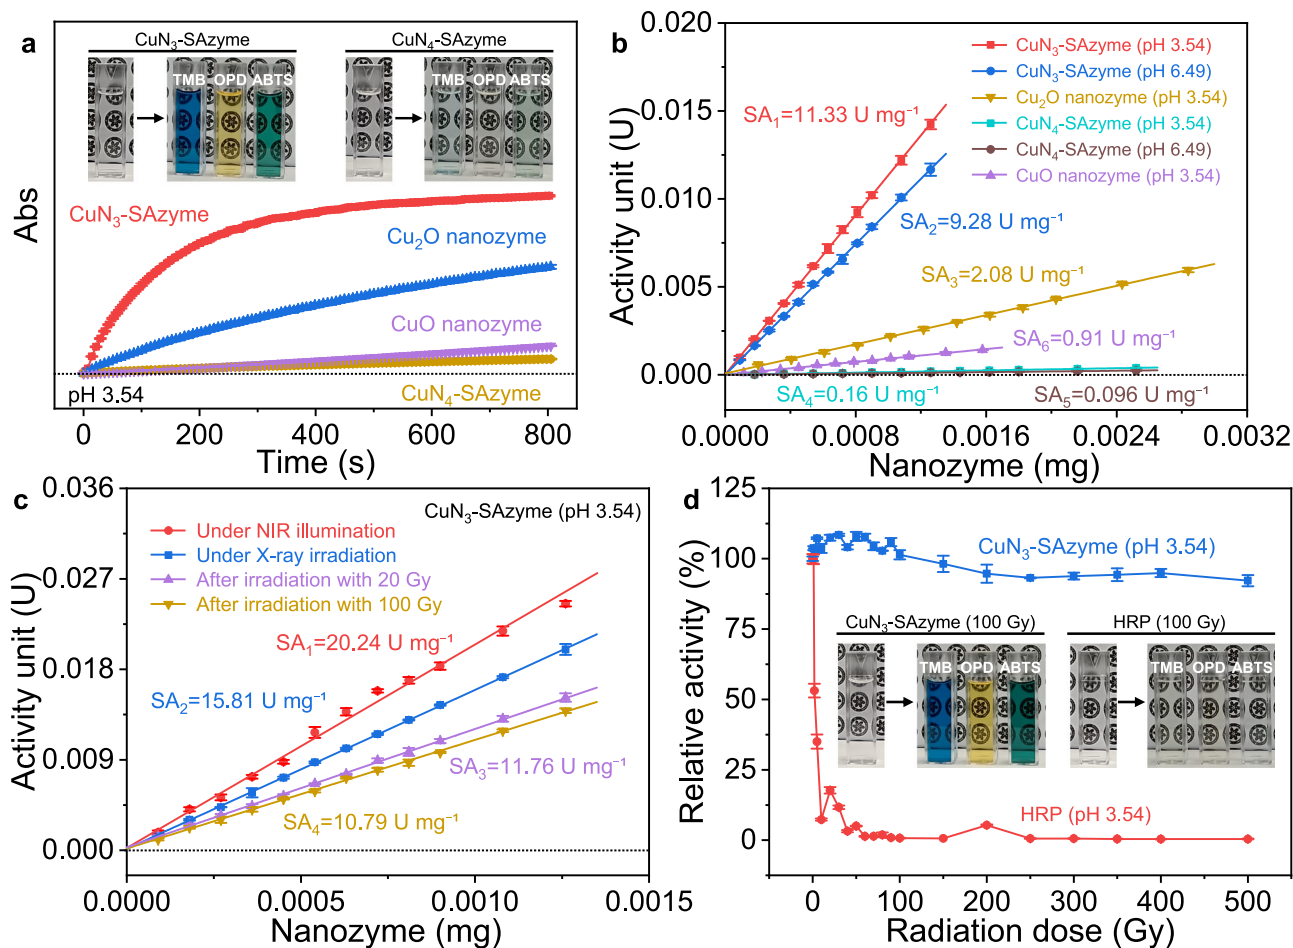 a
CuN₃-SAzyme
CuN₄-SAzyme
TMB OPD ABTS
TMB OPD ABTS
CuN₃-SAzyme
Cu₂O nanozyme
CuO nanozyme
CuN₄-SAzyme
pH 3.54
Abs
0 200 400 600 800
Time (s)
b
0.020
0.015
0.010
0.005
0.000
Activity unit (U)
CuN₃-SAzyme (pH 3.54)
CuN₃-SAzyme (pH 6.49)
Cu₂O nanozyme (pH 3.54)
CuN₄-SAzyme (pH 3.54)
CuN₄-SAzyme (pH 6.49)
CuO nanozyme (pH 3.54)
SA₁=11.33 U mg⁻¹
SA₂=9.28 U mg⁻¹
SA₃=2.08 U mg⁻¹
SA₆=0.91 U mg⁻¹
SA₄=0.16 U mg⁻¹
SA₅=0.096 U mg⁻¹
0.0000 0.0008 0.0016 0.0024 0.0032
Nanozyme (mg)
c
0.036
0.027
0.018
0.009
0.000
Activity unit (U)
CuN₃-SAzyme (pH 3.54)
Under NIR illumination
Under X-ray irradiation
After irradiation with 20 Gy
After irradiation with 100 Gy
SA₁=20.24 U mg⁻¹
SA₂=15.81 U mg⁻¹
SA₃=11.76 U mg⁻¹
SA₄=10.79 U mg⁻¹
0.0000 0.0005 0.0010 0.0015
Nanozyme (mg)
d
125
100
75
50
25
0
Relative activity (%)
CuN₃-SAzyme (pH 3.54)
CuN₃-SAzyme (100 Gy)
HRP (100 Gy)
TMB OPD ABTS
TMB OPD ABTS
HRP (pH 3.54)
0 100 200 300 400 500
Radiation dose (Gy)